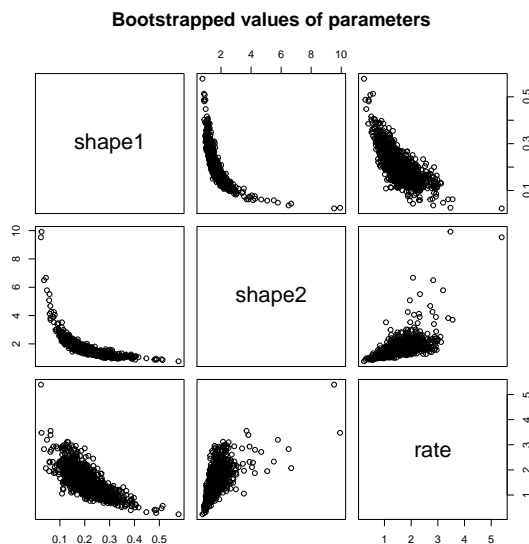 Bootstrapped values of parameters
2 4 6 8 10
shape1
0.1 0.3 0.5
2 4 6 8 10
shape2
rate
1 2 3 4 5
0.1 0.2 0.3 0.4 0.5
1 2 3 4 5